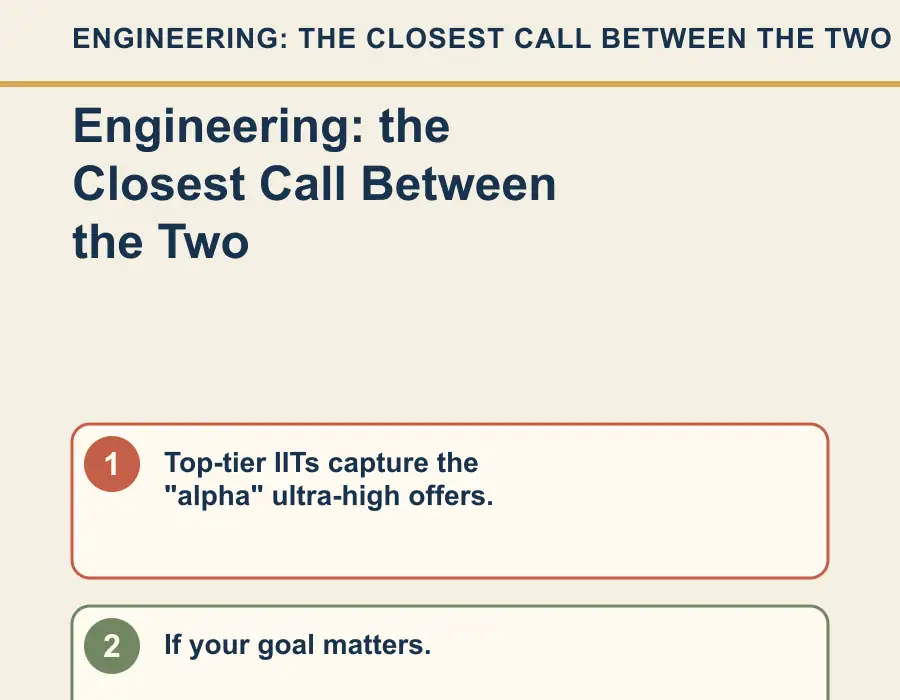 ENGINEERING: THE CLOSEST CALL BETWEEN THE TWO
Engineering: the
Closest Call Between
the Two
1
Top-tier IITs capture the
"alpha" ultra-high offers.
2
If your goal matters.